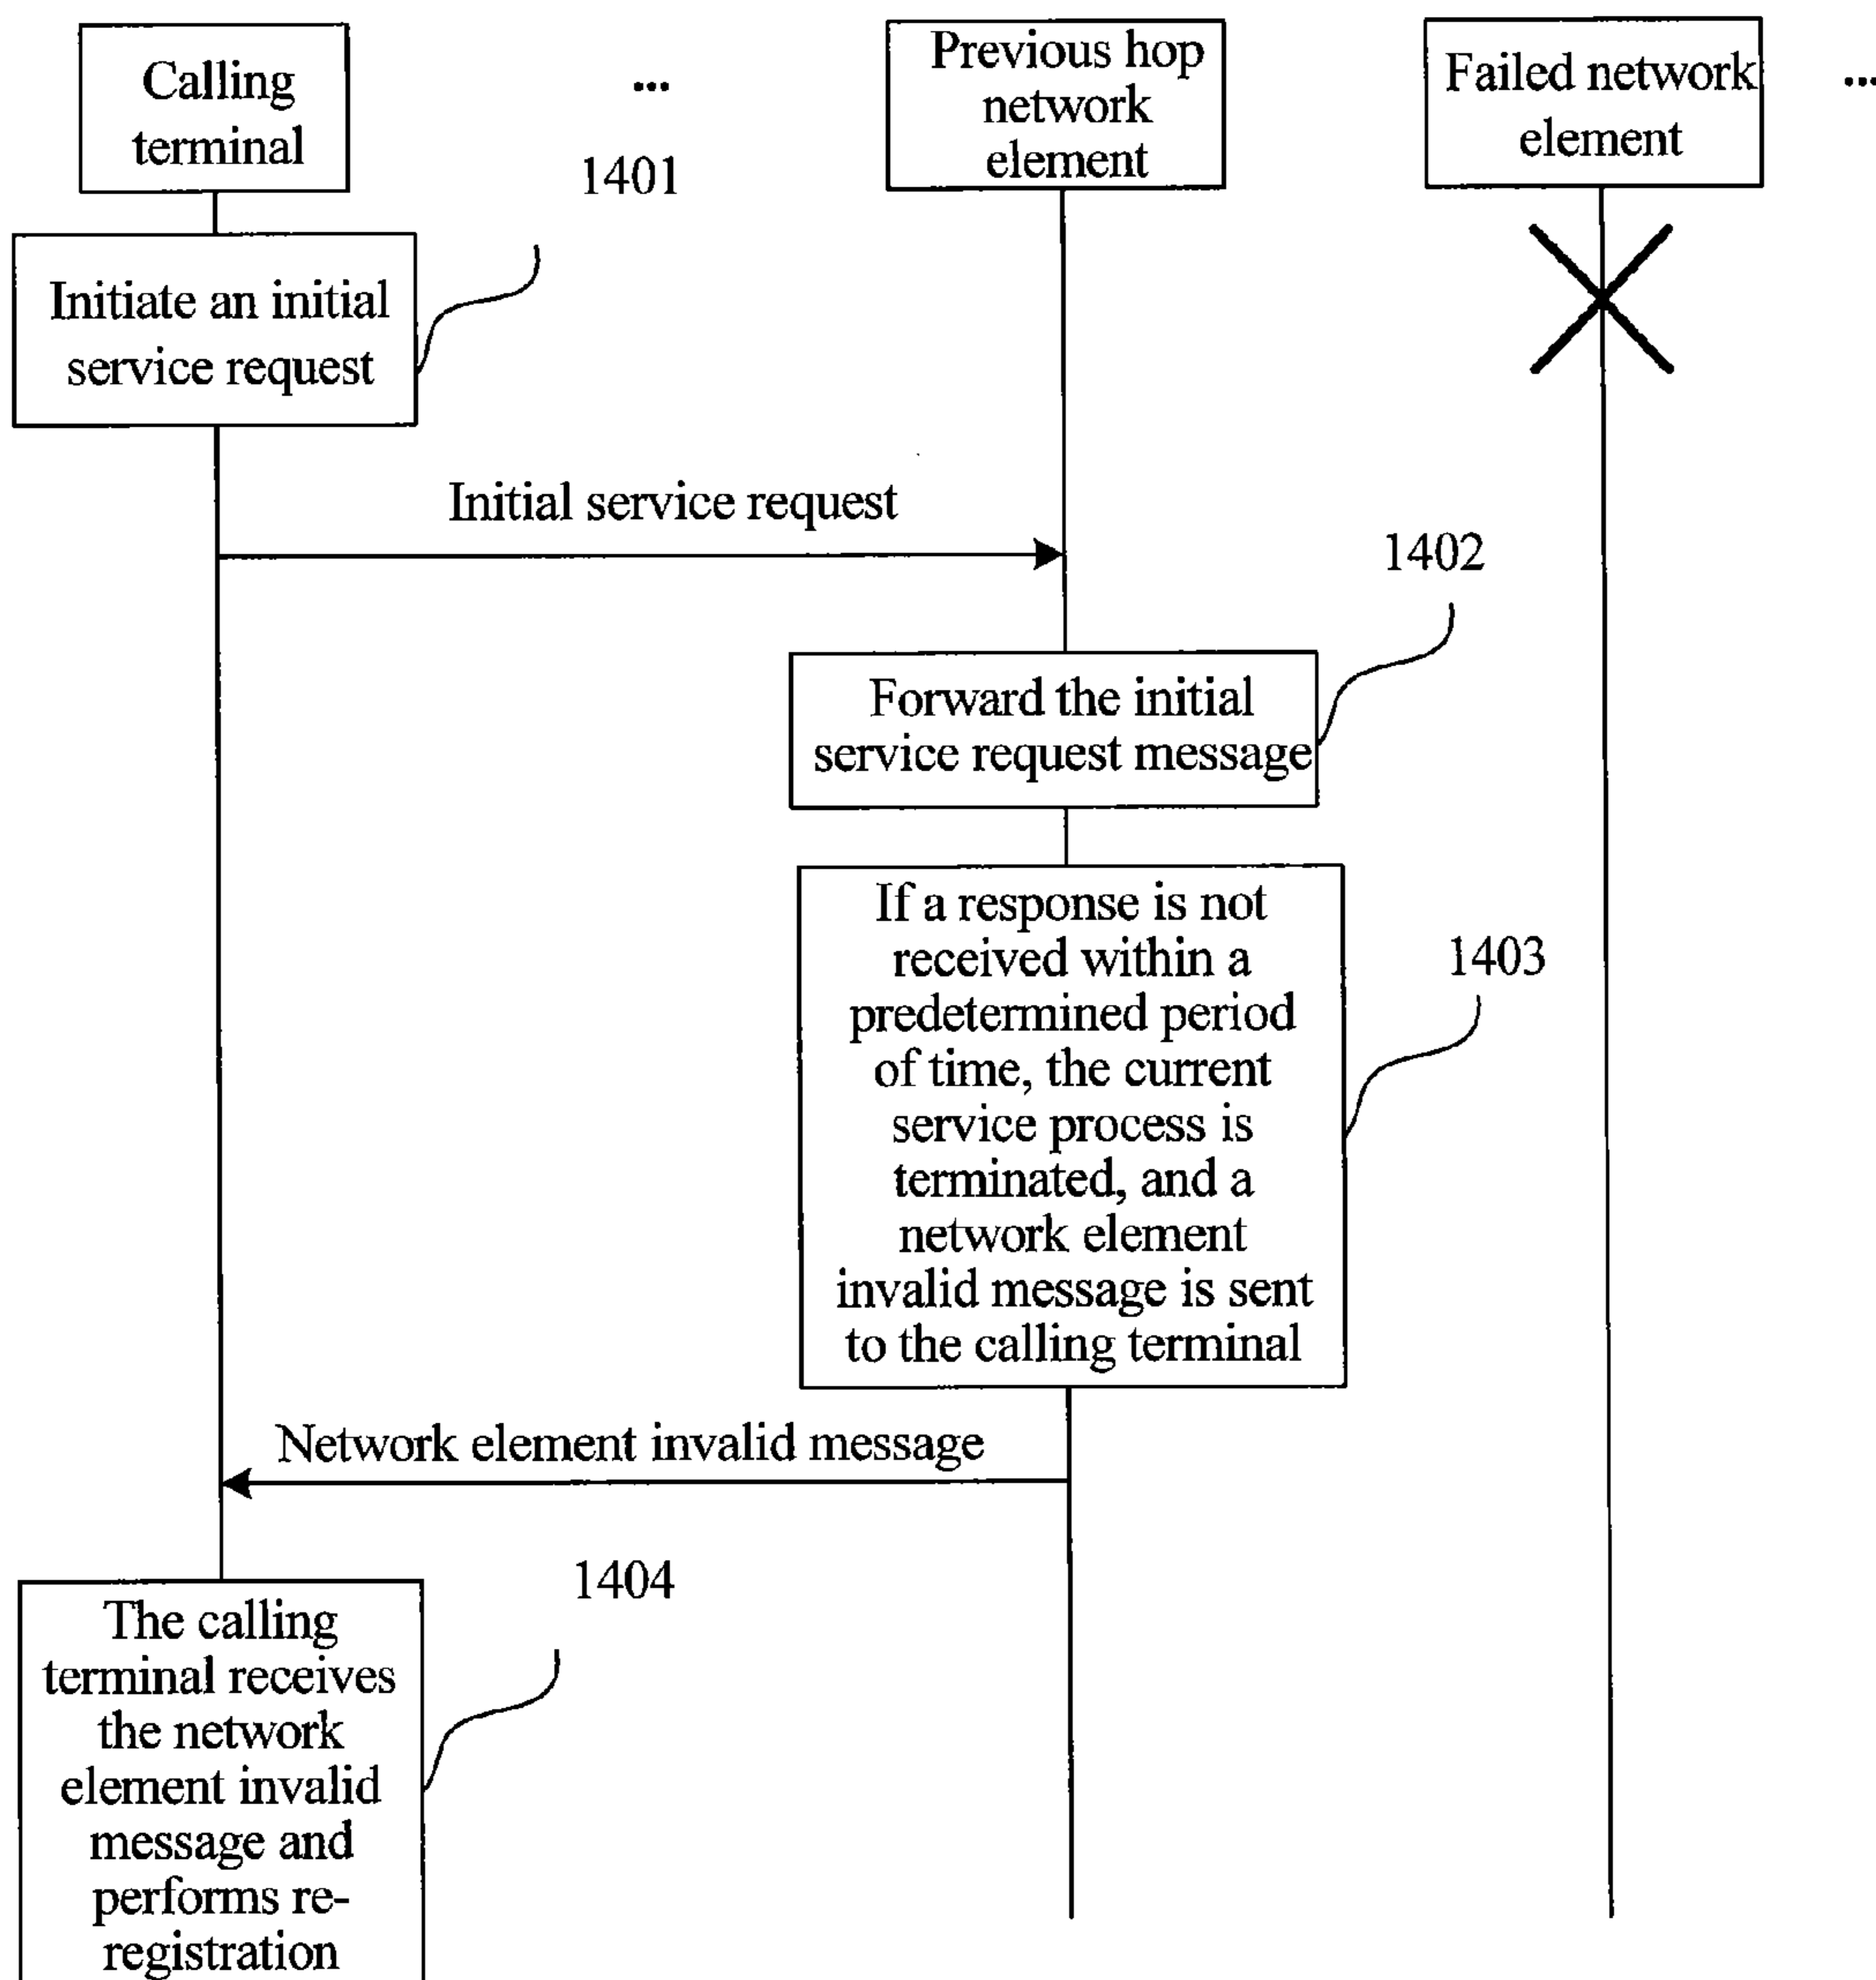 Calling
terminal
...
Previous hop
network
element
Failed network
element
...
1401
Initiate an initial
service request
Initial service request
1402
Forward the initial
service request message
If a response is not
received within a
predetermined period
of time, the current
service process is
terminated, and a
network element
invalid message is sent
to the calling terminal
1403
Network element invalid message
1404
The calling
terminal receives
the network
element invalid
message and
performs re-
registration